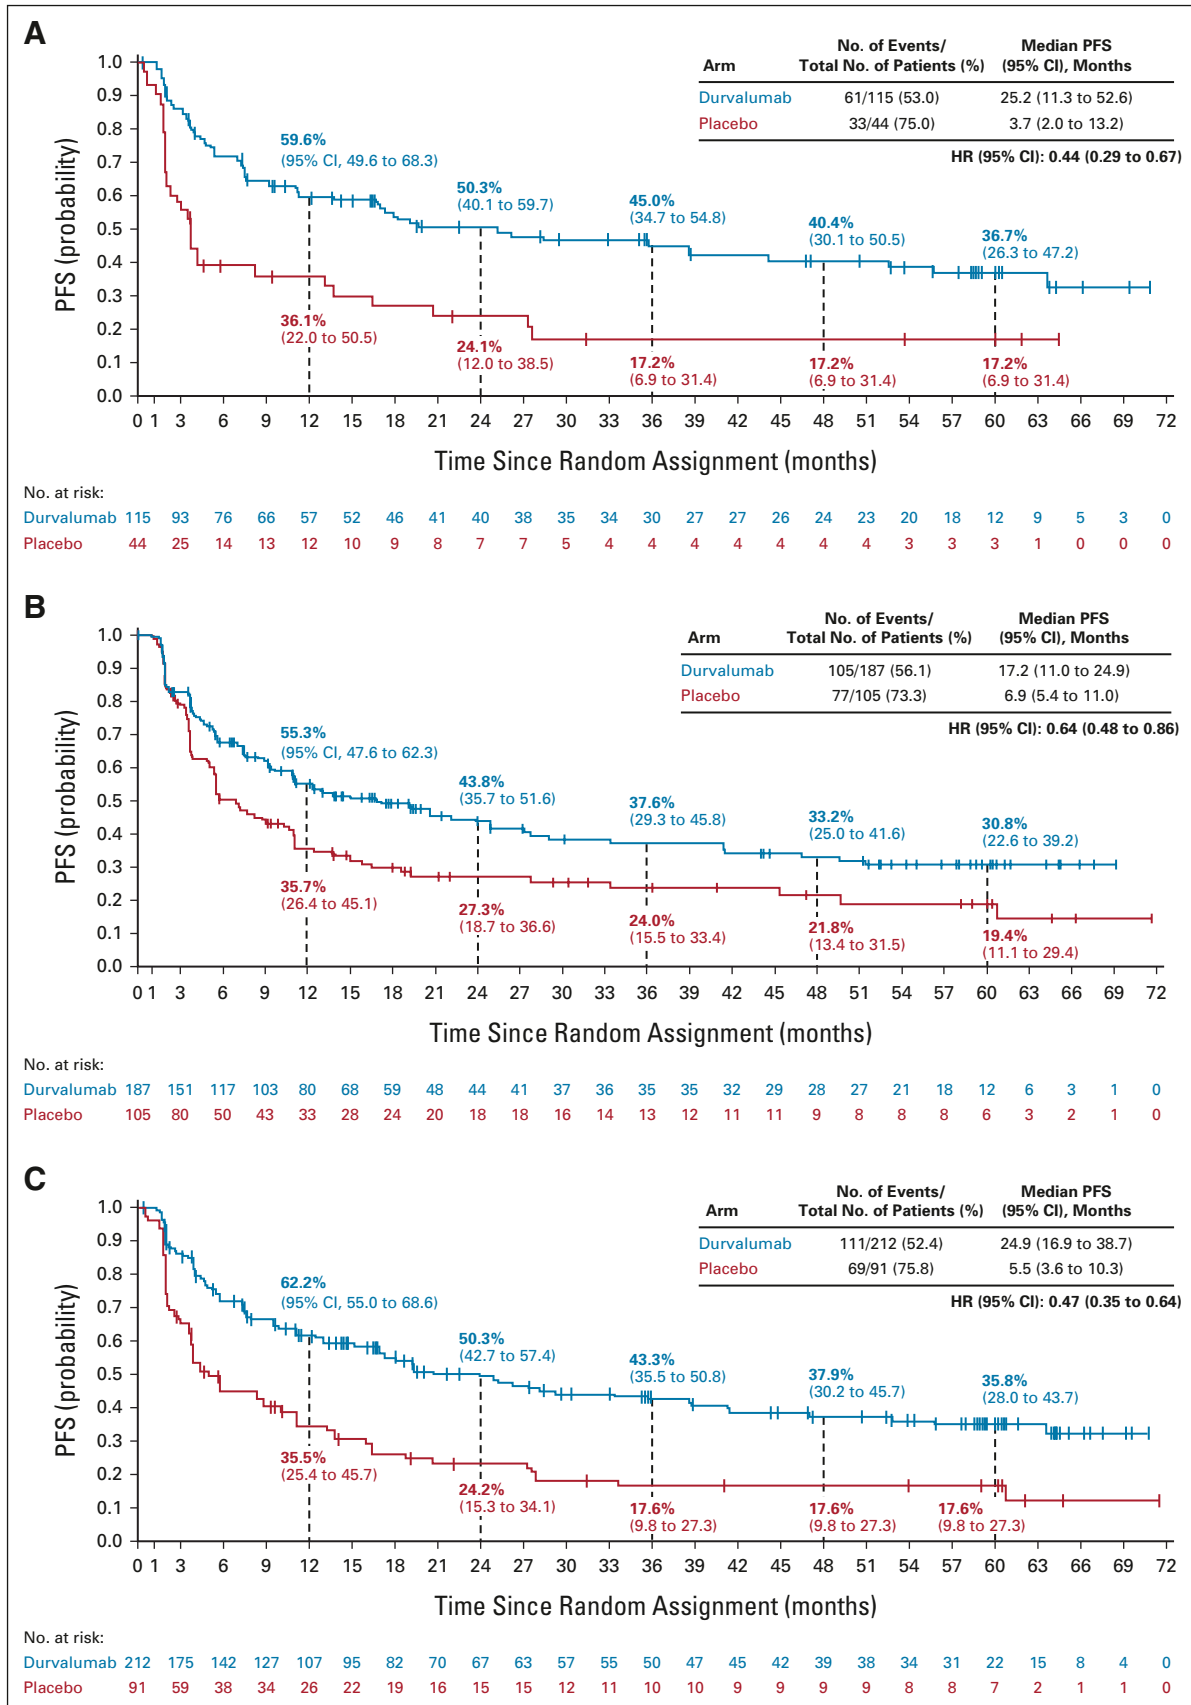 A
No. of Events/ Median PFS
Arm Total No. of Patients (%) (95% CI), Months
Durvalumab 61/115 (53.0) 25.2 (11.3 to 52.6)
Placebo 33/44 (75.0) 3.7 (2.0 to 13.2)
HR (95% CI): 0.44 (0.29 to 0.67)
PFS (probability)
1.0
0.9
0.8
0.7
0.6
0.5
0.4
0.3
0.2
0.1
0.0
59.6%
(95% CI, 49.6 to 68.3)
50.3%
(40.1 to 59.7)
45.0%
(34.7 to 54.8)
40.4%
(30.1 to 50.5)
36.7%
(26.3 to 47.2)
36.1%
(22.0 to 50.5)
24.1%
(12.0 to 38.5)
17.2%
(6.9 to 31.4)
17.2%
(6.9 to 31.4)
17.2%
(6.9 to 31.4)
0 1 3 6 9 12 15 18 21 24 27 30 33 36 39 42 45 48 51 54 57 60 63 66 69 72
Time Since Random Assignment (months)
No. at risk:
Durvalumab 115 93 76 66 57 52 46 41 40 38 35 34 30 27 27 26 24 23 20 18 12 9 5 3 0
Placebo 44 25 14 13 12 10 9 8 7 7 5 4 4 4 4 4 4 4 3 3 3 1 0 0 0
B
No. of Events/ Median PFS
Arm Total No. of Patients (%) (95% CI), Months
Durvalumab 105/187 (56.1) 17.2 (11.0 to 24.9)
Placebo 77/105 (73.3) 6.9 (5.4 to 11.0)
HR (95% CI): 0.64 (0.48 to 0.86)
PFS (probability)
1.0
0.9
0.8
0.7
0.6
0.5
0.4
0.3
0.2
0.1
0.0
55.3%
(95% CI, 47.6 to 62.3)
43.8%
(35.7 to 51.6)
37.6%
(29.3 to 45.8)
33.2%
(25.0 to 41.6)
30.8%
(22.6 to 39.2)
35.7%
(26.4 to 45.1)
27.3%
(18.7 to 36.6)
24.0%
(15.5 to 33.4)
21.8%
(13.4 to 31.5)
19.4%
(11.1 to 29.4)
0 1 3 6 9 12 15 18 21 24 27 30 33 36 39 42 45 48 51 54 57 60 63 66 69 72
Time Since Random Assignment (months)
No. at risk:
Durvalumab 187 151 117 103 80 68 59 48 44 41 37 36 35 35 32 29 28 27 21 18 12 6 3 1 0
Placebo 105 80 50 43 33 28 24 20 18 18 16 14 13 12 11 11 9 8 8 8 6 3 2 1 0
C
No. of Events/ Median PFS
Arm Total No. of Patients (%) (95% CI), Months
Durvalumab 111/212 (52.4) 24.9 (16.9 to 38.7)
Placebo 69/91 (75.8) 5.5 (3.6 to 10.3)
HR (95% CI): 0.47 (0.35 to 0.64)
PFS (probability)
1.0
0.9
0.8
0.7
0.6
0.5
0.4
0.3
0.2
0.1
0.0
62.2%
(95% CI, 55.0 to 68.6)
50.3%
(42.7 to 57.4)
43.3%
(35.5 to 50.8)
37.9%
(30.2 to 45.7)
35.8%
(28.0 to 43.7)
35.5%
(25.4 to 45.7)
24.2%
(15.3 to 34.1)
17.6%
(9.8 to 27.3)
17.6%
(9.8 to 27.3)
17.6%
(9.8 to 27.3)
0 1 3 6 9 12 15 18 21 24 27 30 33 36 39 42 45 48 51 54 57 60 63 66 69 72
Time Since Random Assignment (months)
No. at risk:
Durvalumab 212 175 142 127 107 95 82 70 67 63 57 55 50 47 45 42 39 38 34 31 22 15 8 4 0
Placebo 91 59 38 34 26 22 19 16 15 15 12 11 10 10 9 9 9 9 8 8 7 2 1 1 0